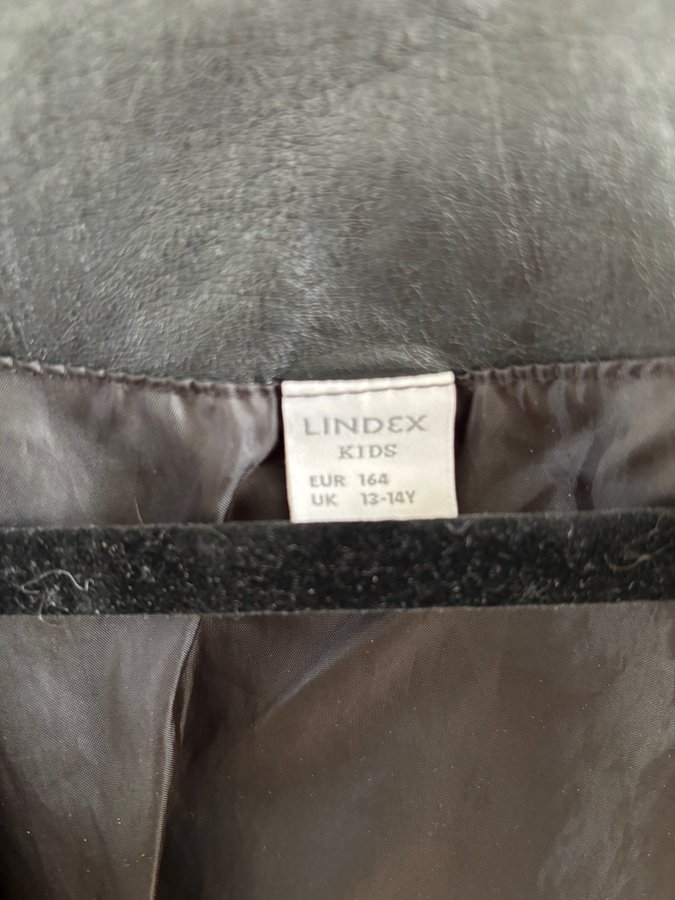 LINDEX
KIDS
EUR 164
UK 13-14Y